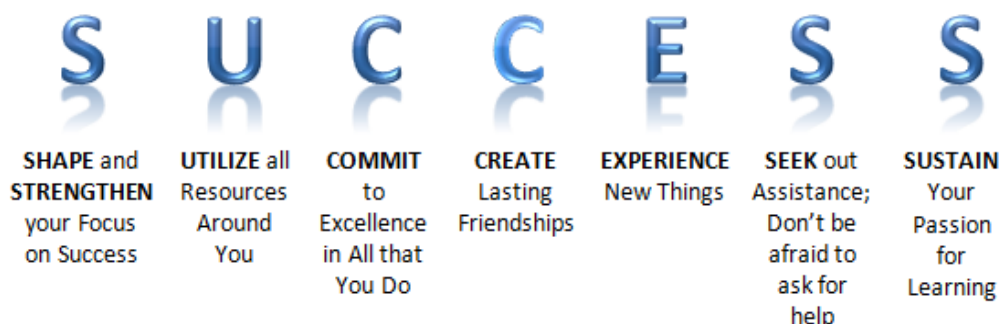 S U C C E S S
SHAPE and
STRENGTHEN
your Focus
on Success
UTILIZE all
Resources
Around
You
COMMIT
to
Excellence
in All that
You Do
CREATE
Lasting
Friendships
EXPERIENCE
New Things
SEEK out
Assistance;
Don't be
afraid to
ask for
help
SUSTAIN
Your
Passion
for
Learning